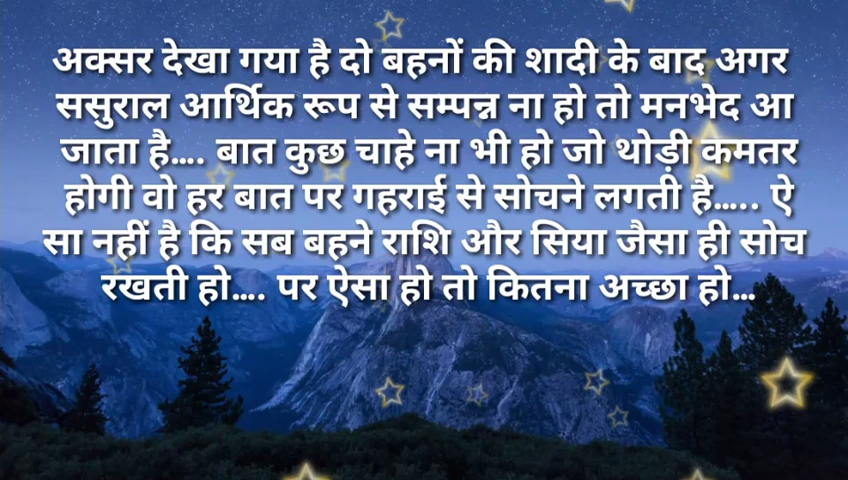 अक्सर देखा गया है दो बहनों की शादी के बाद अगर
ससुराल आर्थिक रूप से सम्पन्न ना हो तो मनभेद आ
जाता है.... बात कुछ चाहे ना भी हो जो थोड़ी कमतर
होगी वो हर बात पर गहराई से सोचने लगती है..... ऐ
सा नहीं है कि सब बहने राशि और सिया जैसा ही सोच
रखती हो.... पर ऐसा हो तो कितना अच्छा हो...